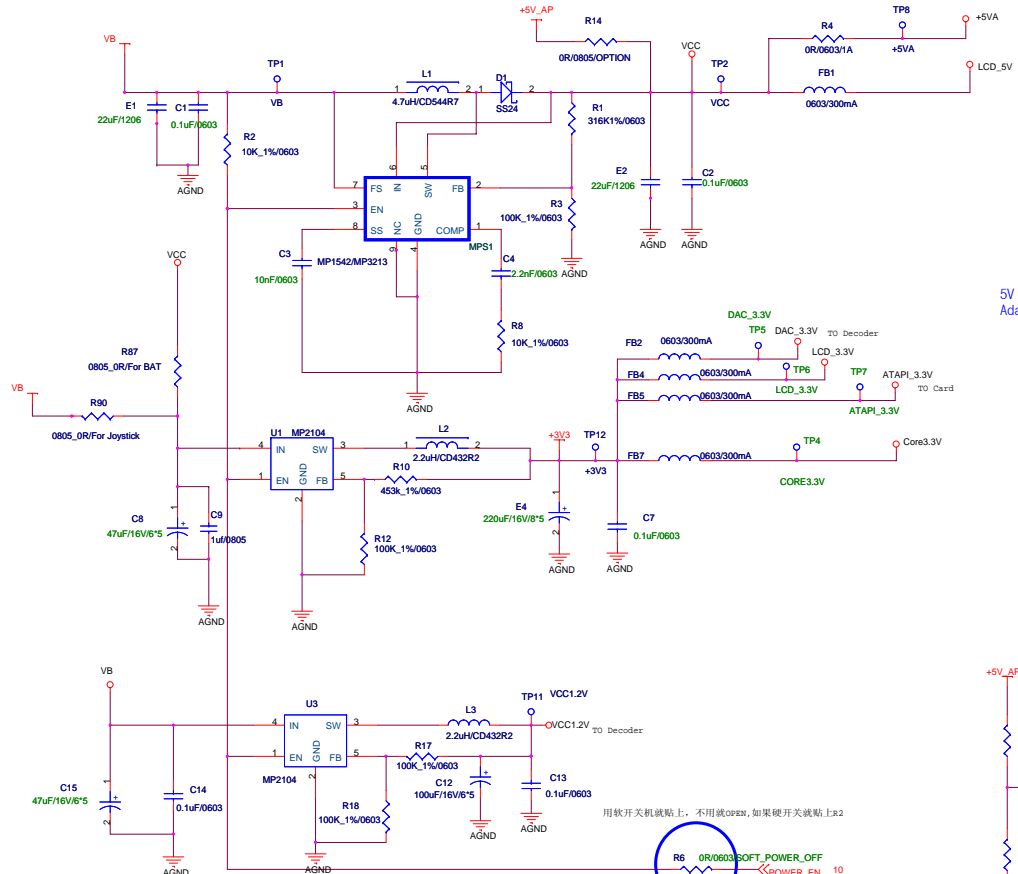 +5V_AP
R14
0R/0805/OPTION
VCC
R4
0R/0603/1A
TP8
+5VA
+5VA
VB
TP1
VB
L1
1 2
4.7uH/CD544R7
D1
1 2
SS24
TP2
VCC
FB1
0603/300mA
LCD_5V
E1
22uF/1206
C1
0.1uF/0603
AGND
R2
10K_1%/0603
R1
316K1%/0603
6
5
7
3
8
FS
EN
SS
IN
SW
FB
NC
GND
COMP
2
1
9
4
MPS1
MP1542/MP3213
R3
100K_1%/0603
AGND
E2
22uF/1206
AGND
C2
0.1uF/0603
AGND
C3
10nF/0603
C4
2.2nF/0603
R8
10K_1%/0603
AGND
5V
VCC
R87
0805_0R/For BAT
VB
R90
0805_0R/For Joystick
DAC_3.3V
TP5
DAC_3.3V
TO Decoder
FB2
0603/300mA
LCD_3.3V
FB4
0603/300mA
TP6
LCD_3.3V
TP7
ATAPI_3.3V
TO Card
FB5
0603/300mA
ATAPI_3.3V
U1 MP2104
4
1
IN
EN
GND
SW
FB
3
5
2
L2
1 2
2.2uH/CD432R2
R10
453k_1%/0603
+3V3
TP12
+3V3
FB7
0603/300mA
TP4
Core3.3V
CORE3.3V
C8
47uF/16V/6*5
1
2
C9
1uf/0805
AGND
R12
100K_1%/0603
AGND
E4
220uF/16V/8*5
1
2
AGND
C7
0.1uF/0603
AGND
VB
U3
4
1
IN
EN
GND
SW
FB
3
5
2
MP2104
L3
2.2uH/CD432R2
TP11
VCC1.2V
VCC1.2V
TO Decoder
R17
100K_1%/0603
C12
100uF/16V/6*5
AGND
C13
0.1uF/0603
AGND
C15
47uF/16V/6*5
1
2
C14
0.1uF/0603
AGND
R18
100K_1%/0603
AGND
用软开关机就贴上，不用就OPEN,如果硬开关就贴上R2
R6
0R/0603/SOFT_POWER_OFF
POWER_EN
10